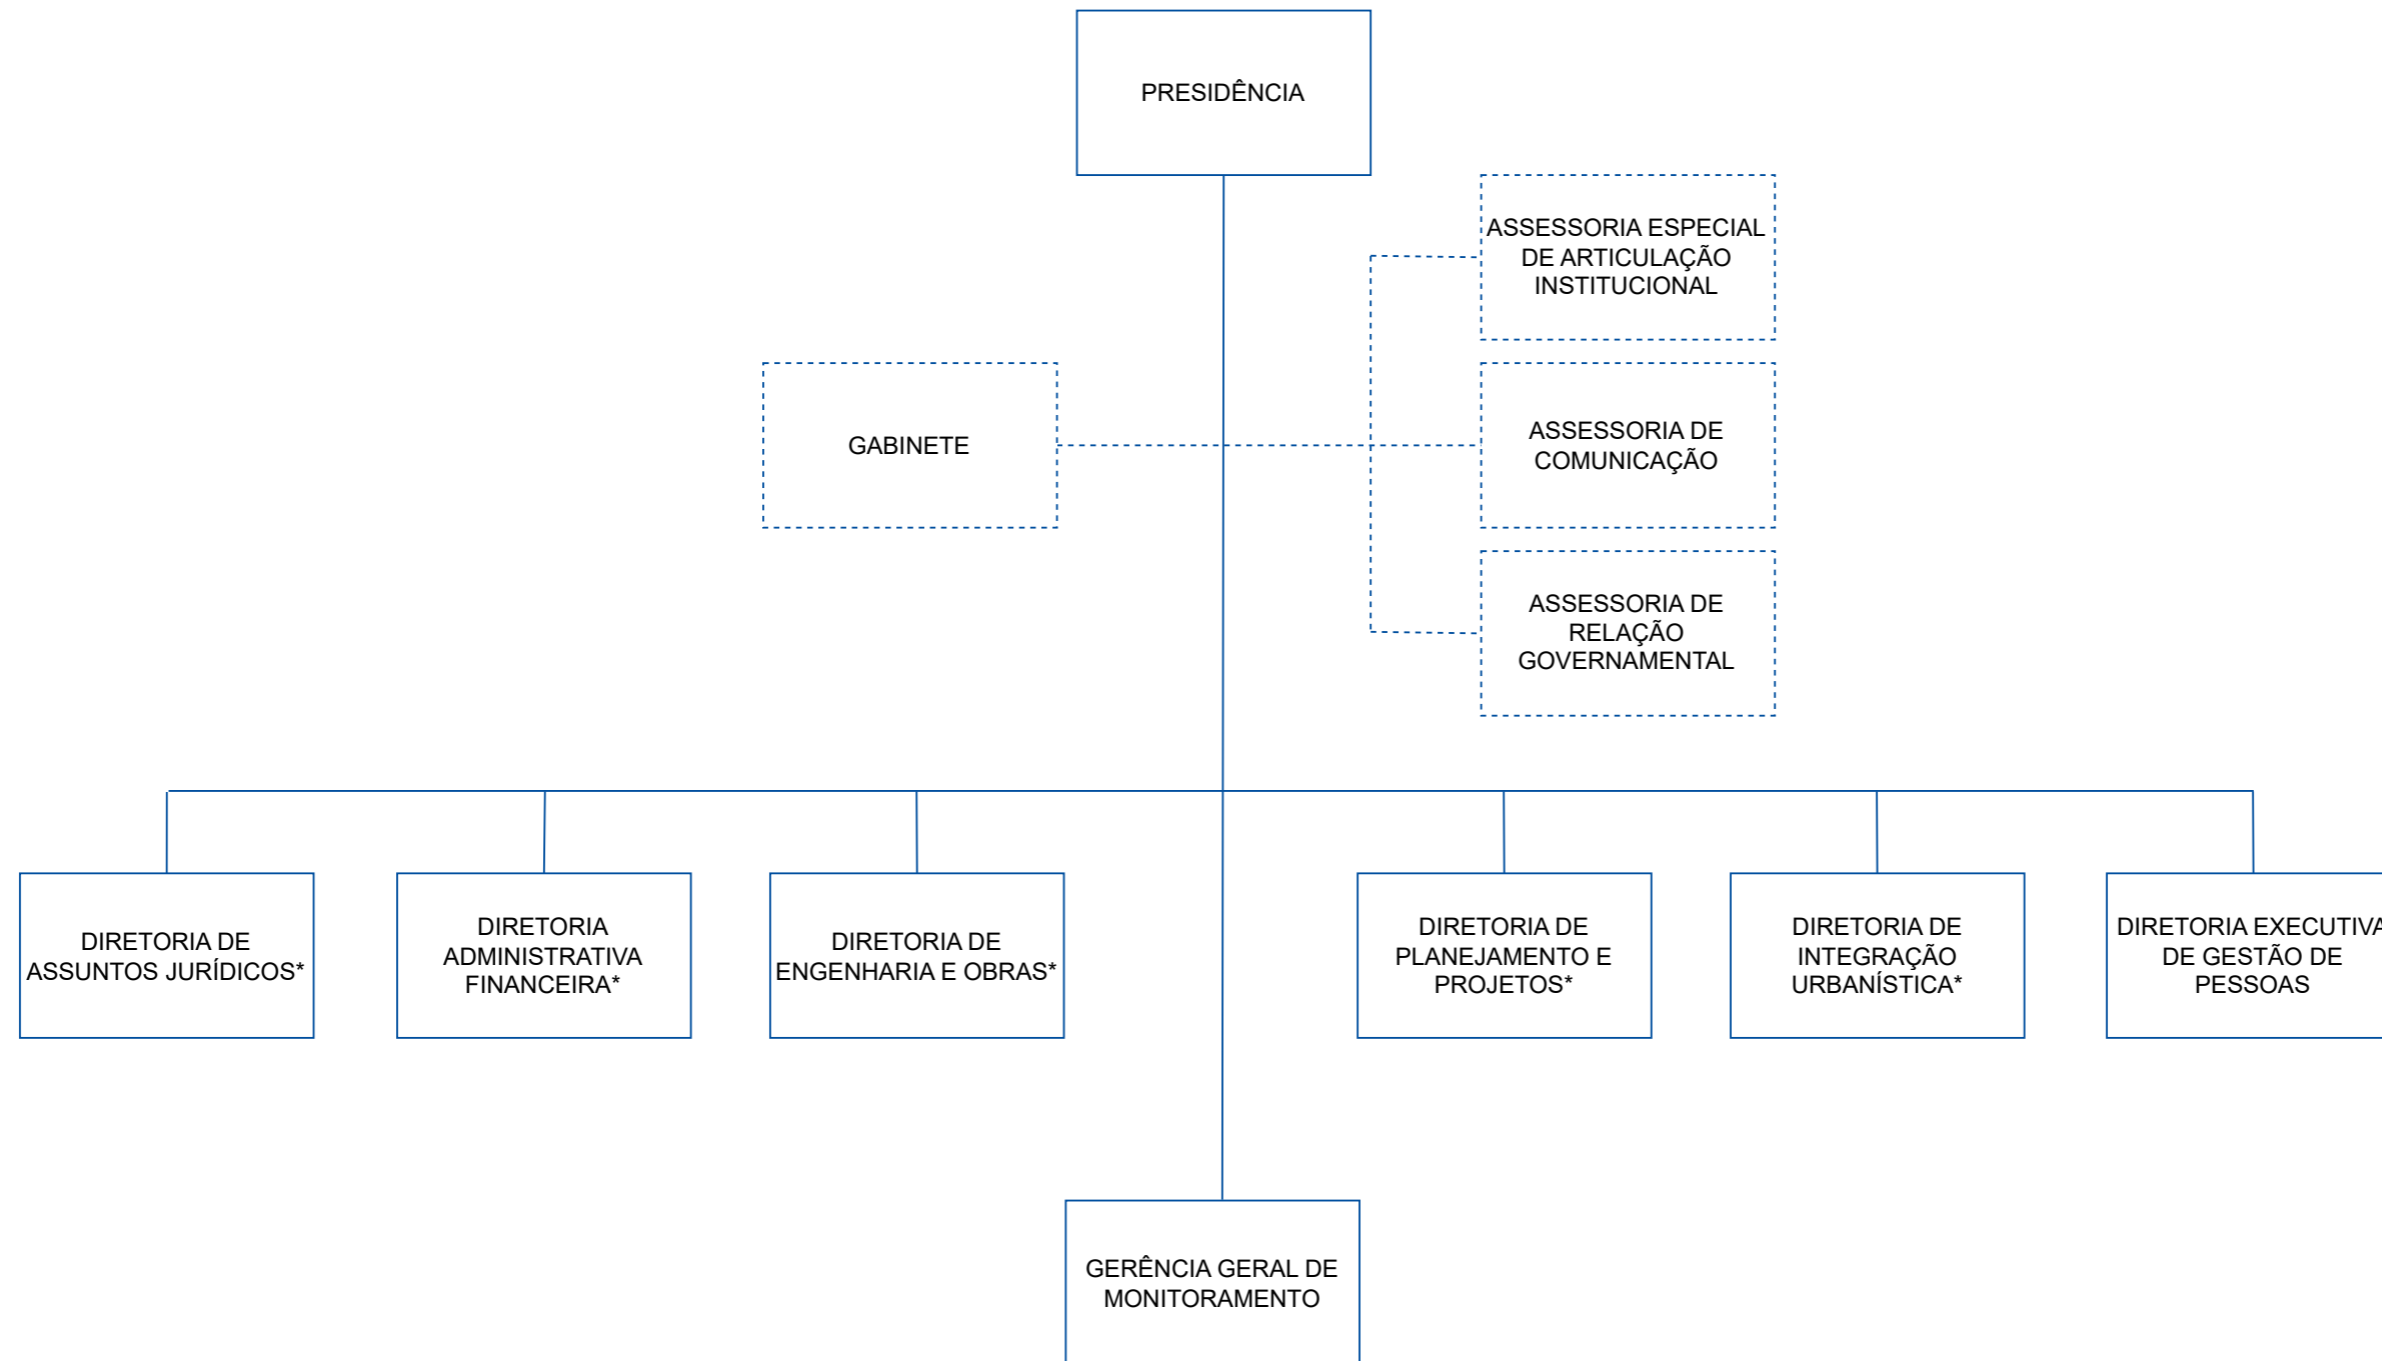 PRESIDÊNCIA
ASSESSORIA ESPECIAL
DE ARTICULAÇÃO
INSTITUCIONAL
GABINETE
ASSESSORIA DE
COMUNICAÇÃO
ASSESSORIA DE
RELAÇÃO
GOVERNAMENTAL
DIRETORIA DE
ASSUNTOS JURÍDICOS*
DIRETORIA
ADMINISTRATIVA
FINANCEIRA*
DIRETORIA DE
ENGENHARIA E OBRAS*
DIRETORIA DE
PLANEJAMENTO E
PROJETOS*
DIRETORIA DE
INTEGRAÇÃO
URBANÍSTICA*
DIRETORIA EXECUTIVA
DE GESTÃO DE
PESSOAS
GERÊNCIA GERAL DE
MONITORAMENTO